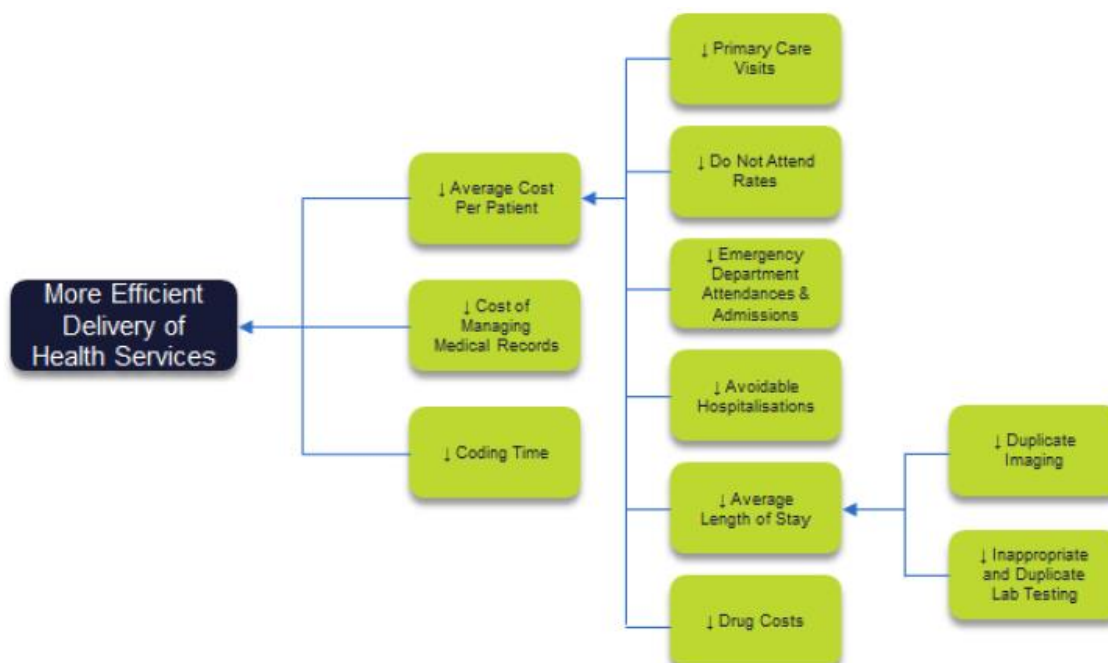 More Efficient
Delivery of
Health Services
↓ Average Cost
Per Patient
↓ Cost of
Managing
Medical Records
↓ Coding Time
↓ Primary Care
Visits
↓ Do Not Attend
Rates
↓ Emergency
Department
Attendances &
Admissions
↓ Avoidable
Hospitalisations
↓ Average
Length of Stay
↓ Drug Costs
↓ Duplicate
Imaging
↓ Inappropriate
and Duplicate
Lab Testing